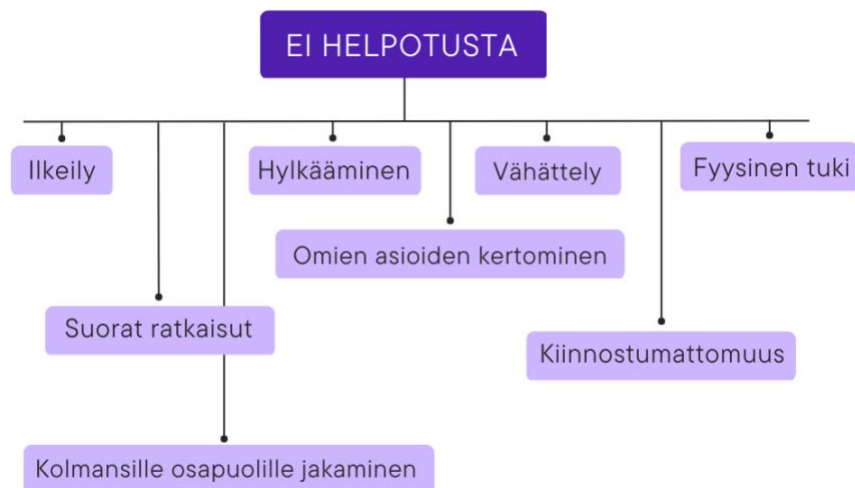 EI HELPOTUSTA
Ilkeily
Hylkääminen
Vähättely
Fyysinen tuki
Omien asioiden kertominen
Suorat ratkaisut
Kiinnostumattomuus
Kolmansille osapuolille jakaminen